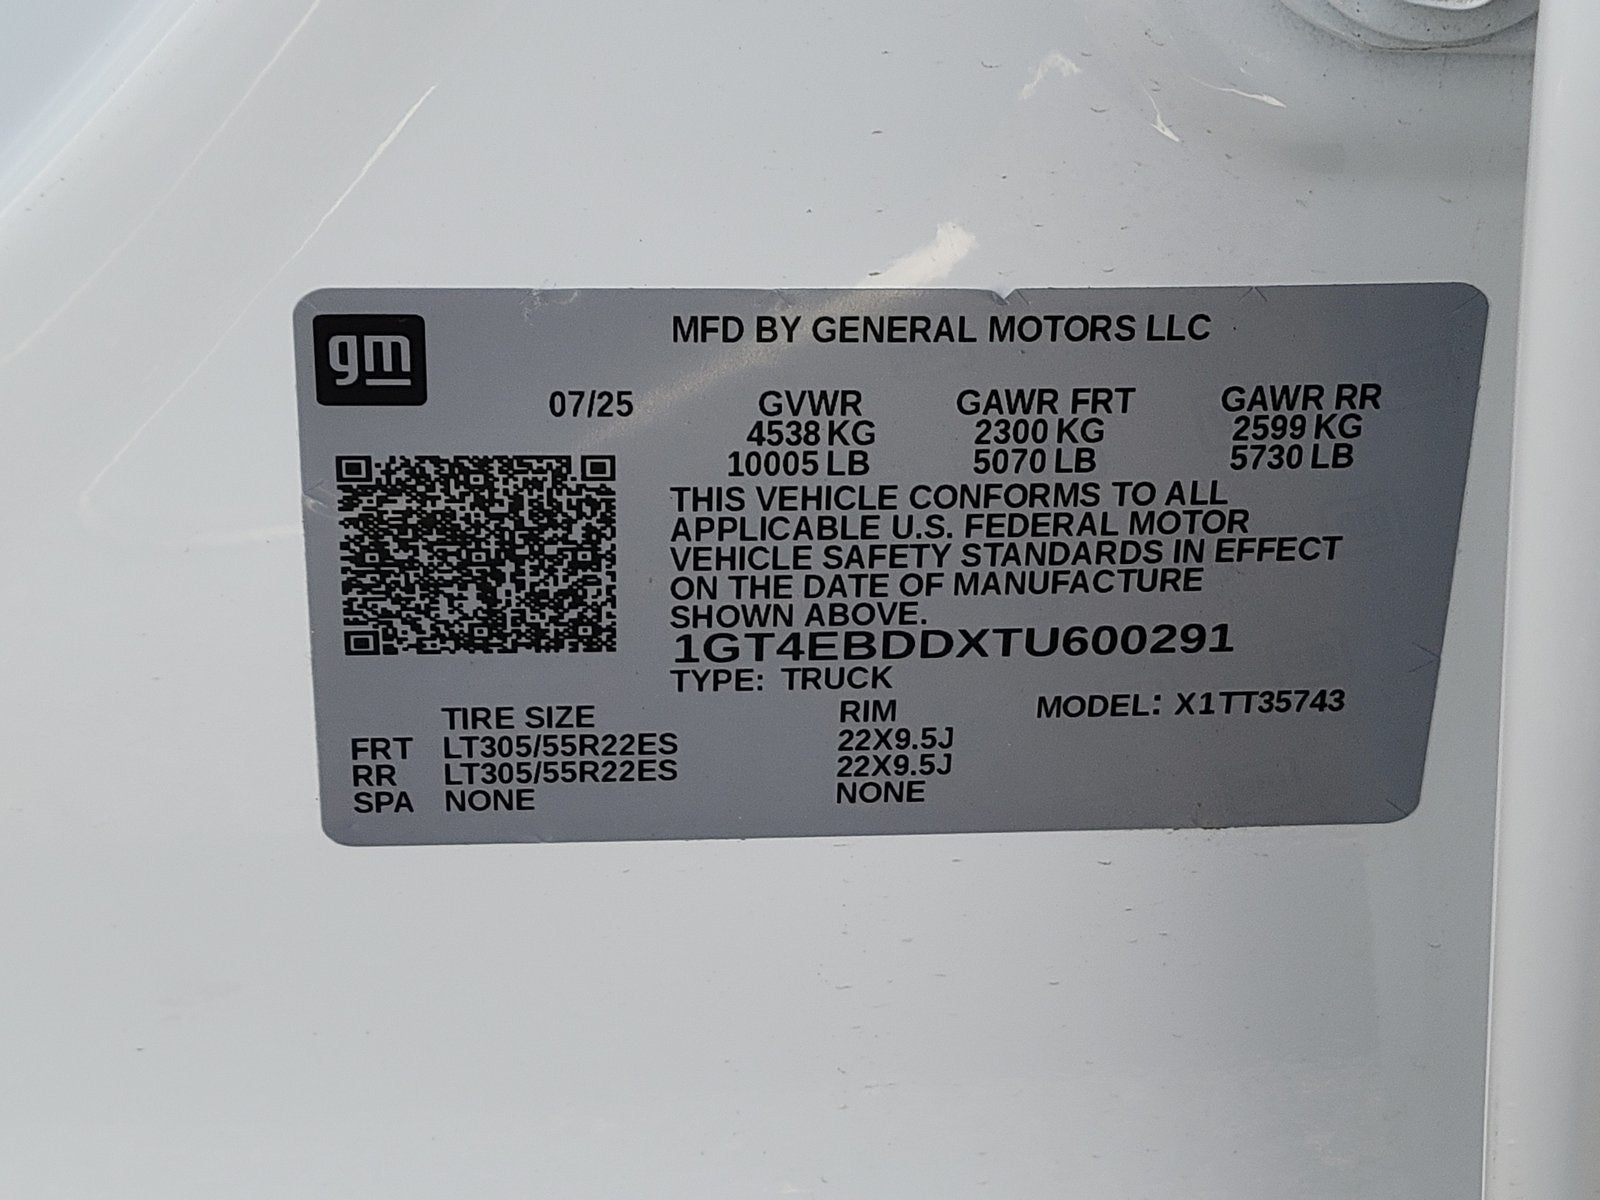 gm
MFD BY GENERAL MOTORS LLC
07/25 GVWR GAWR FRT GAWR RR
4538 KG 2300 KG 2599 KG
10005 LB 5070 LB 5730 LB
THIS VEHICLE CONFORMS TO ALL
APPLICABLE U.S. FEDERAL MOTOR
VEHICLE SAFETY STANDARDS IN EFFECT
ON THE DATE OF MANUFACTURE
SHOWN ABOVE.
1GT4EBDDXTU600291
TYPE: TRUCK
TIRE SIZE RIM MODEL: X1TT35743
FRT LT305/55R22ES 22X9.5J
RR LT305/55R22ES 22X9.5J
SPA NONE NONE